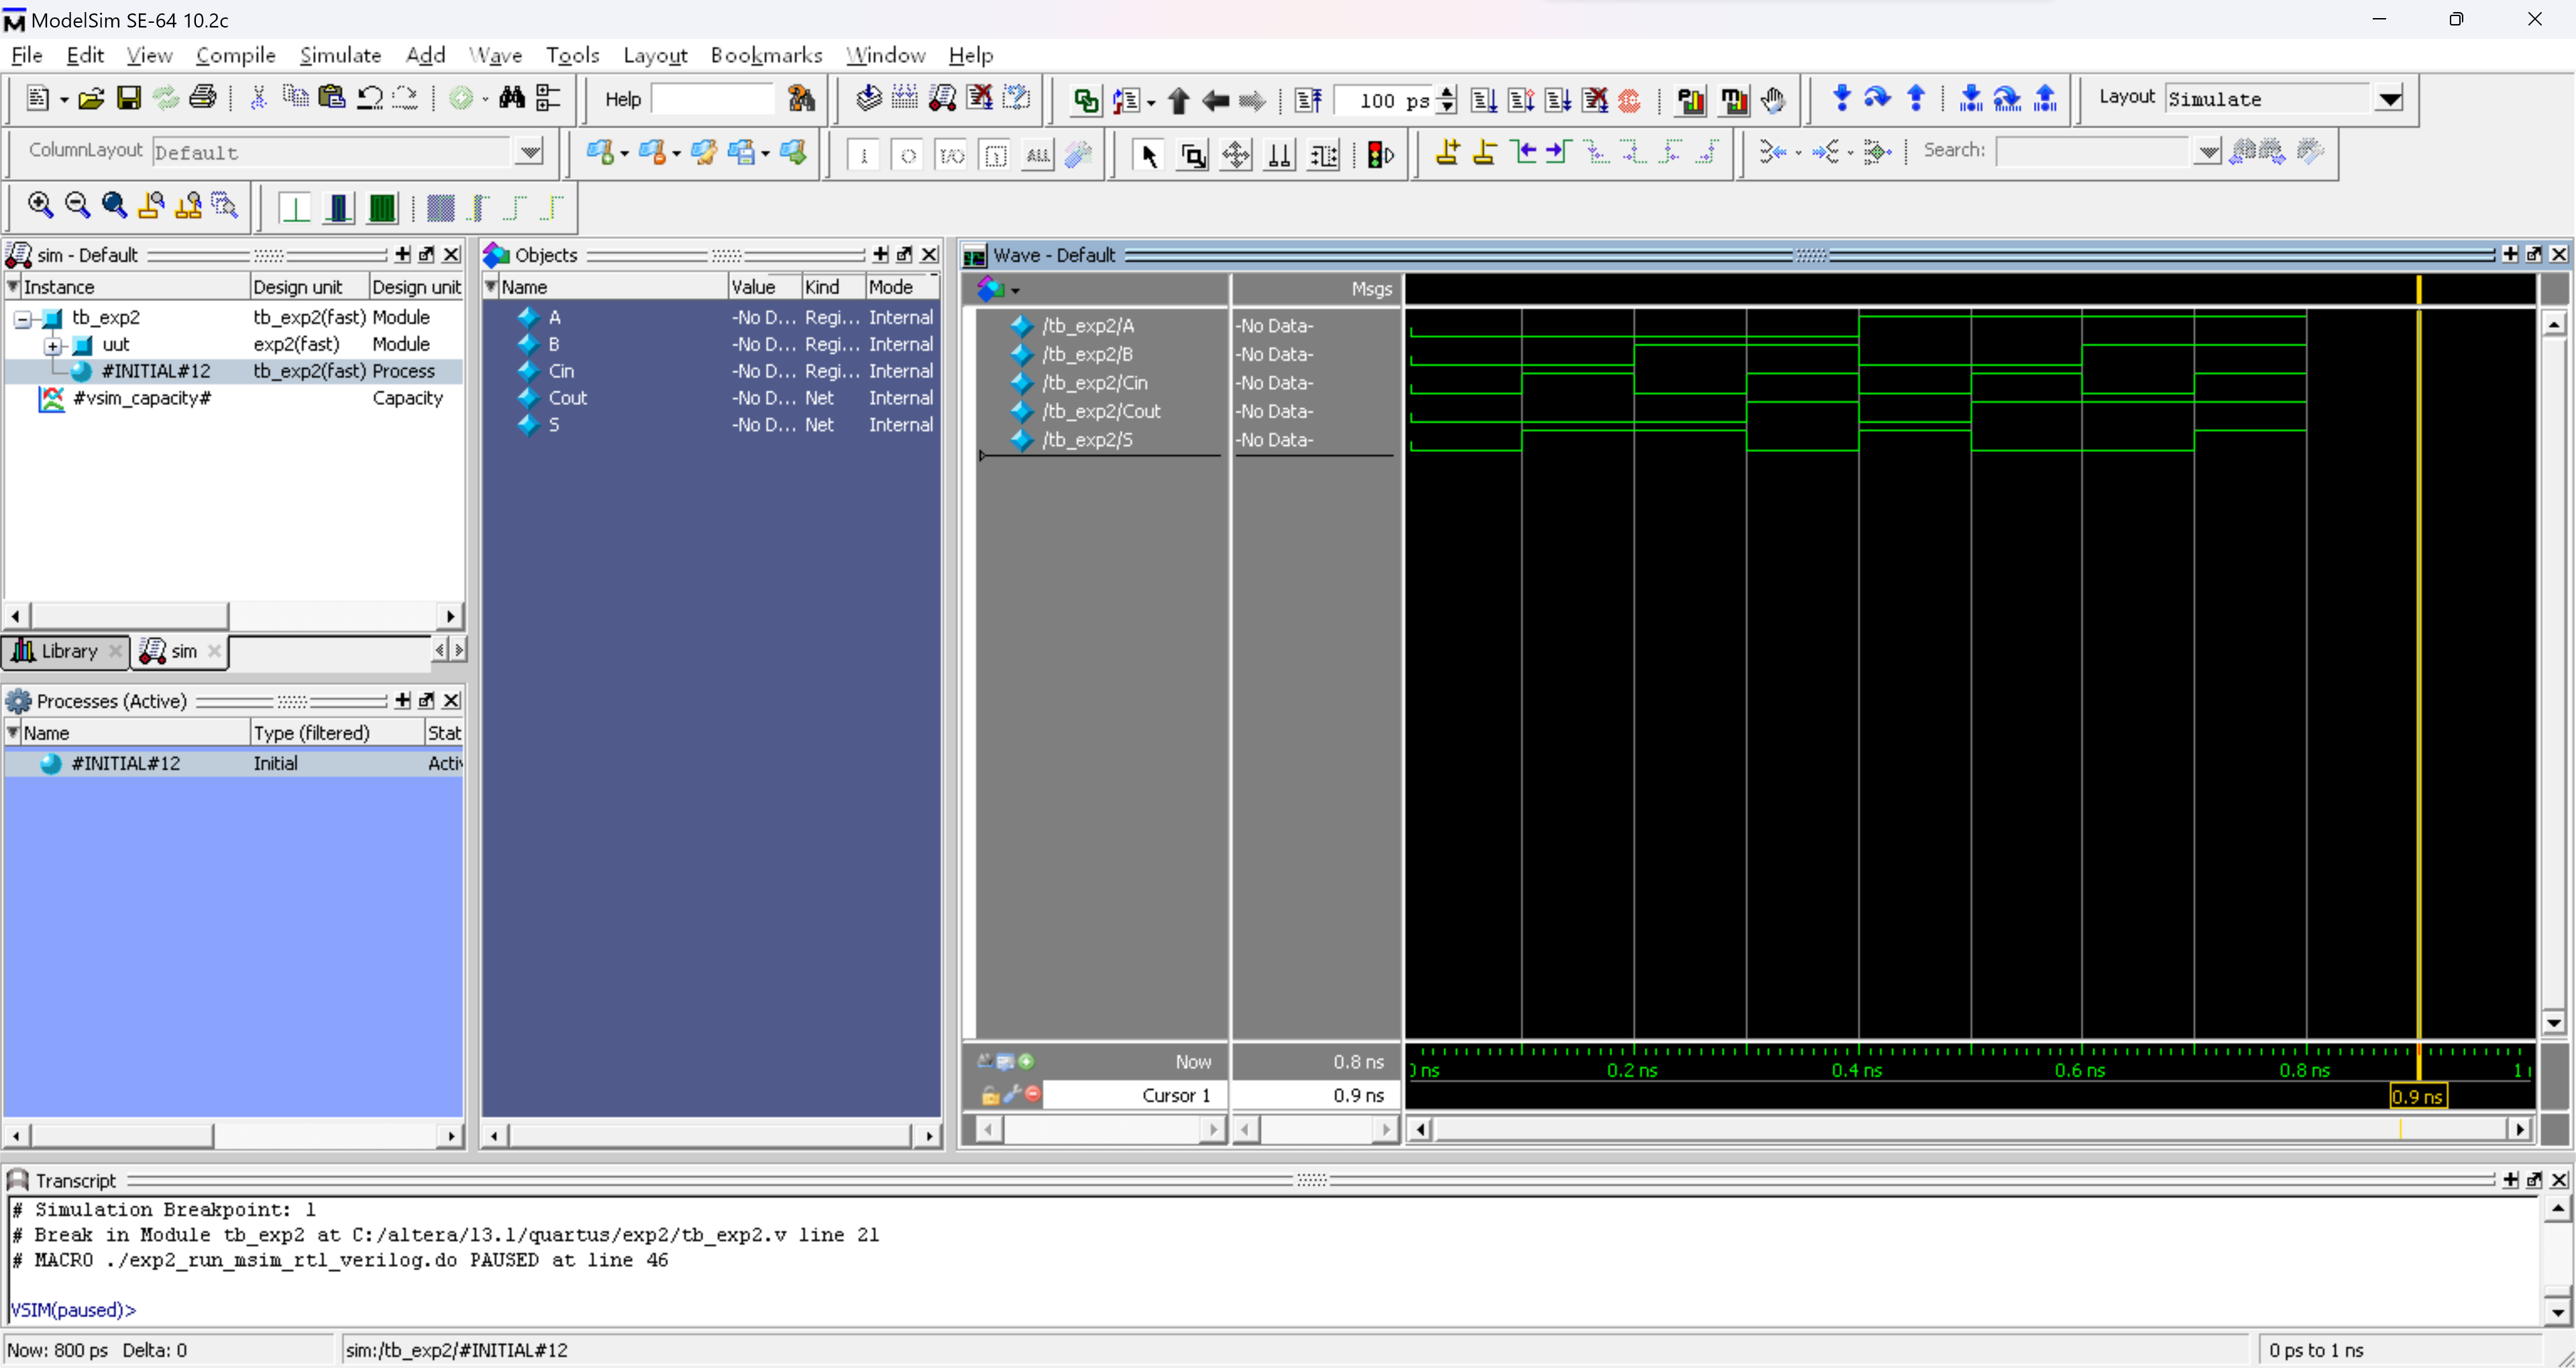 ModelSim SE-64 10.2c
File Edit View Compile Simulate Add Wave Tools Layout Bookmarks Window Help
Help 100 ps Layout Simulate
ColumnLayout Default I O I/O ALL Search:
sim - Default
Instance Design unit Design unit
tb_exp2 tb_exp2(fast) Module
uut exp2(fast) Module
#INITIAL#12 tb_exp2(fast) Process
#vsim_capacity# Capacity
Library sim
Processes (Active)
Name Type (filtered) Stat
#INITIAL#12 Initial Activ
Objects
Name Value Kind Mode
A -No D... Regi... Internal
B -No D... Regi... Internal
Cin -No D... Regi... Internal
Cout -No D... Net Internal
S -No D... Net Internal
Wave - Default
Msgs
/tb_exp2/A -No Data-
/tb_exp2/B -No Data-
/tb_exp2/Cin -No Data-
/tb_exp2/Cout -No Data-
/tb_exp2/S -No Data-
Now 0.8 ns
ns 0.2 ns 0.4 ns 0.6 ns 0.8 ns 1
Cursor 1 0.9 ns
0.9 ns
Transcript
# Simulation Breakpoint: 1
# Break in Module tb_exp2 at C:/altera/13.1/quartus/exp2/tb_exp2.v line 21
# MACRO ./exp2_run_msim_rtl_verilog.do PAUSED at line 46
VSIM(paused)>
Now: 800 ps Delta: 0 sim:/tb_exp2/#INITIAL#12 0 ps to 1 ns